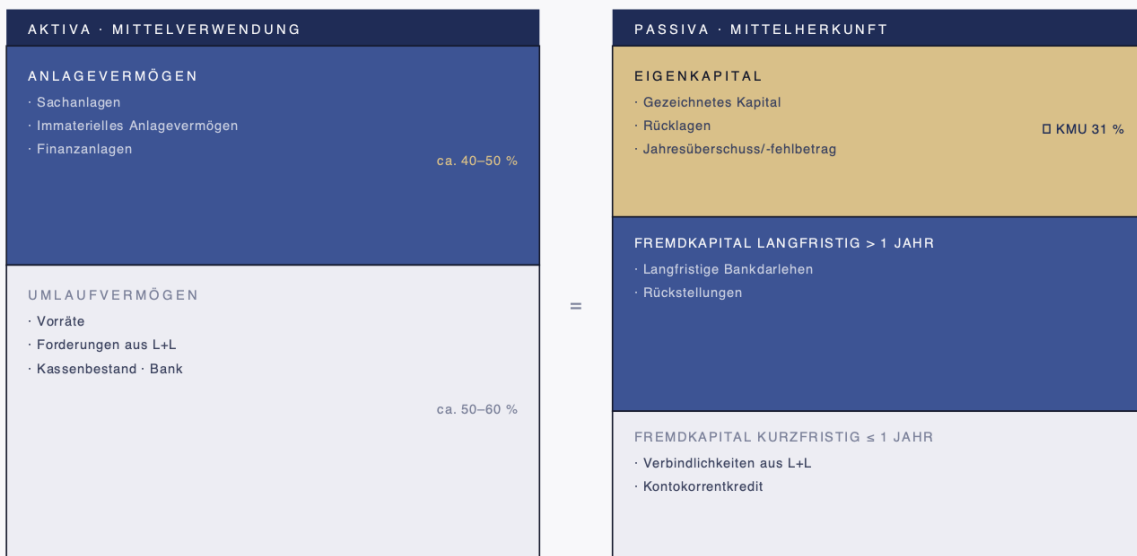 AKTIVA · MITTELVERWENDUNG
ANLAGEVERMÖGEN
· Sachanlagen
· Immaterielles Anlagevermögen
· Finanzanlagen
ca. 40–50 %
UMLAUFVERMÖGEN
· Vorräte
· Forderungen aus L+L
· Kassenbestand · Bank
ca. 50–60 %
=
PASSIVA · MITTELHERKUNFT
EIGENKAPITAL
· Gezeichnetes Kapital
· Rücklagen
· Jahresüberschuss/-fehlbetrag
▯ KMU 31 %
FREMDKAPITAL LANGFRISTIG > 1 JAHR
· Langfristige Bankdarlehen
· Rückstellungen
FREMDKAPITAL KURZFRISTIG ≤ 1 JAHR
· Verbindlichkeiten aus L+L
· Kontokorrentkredit